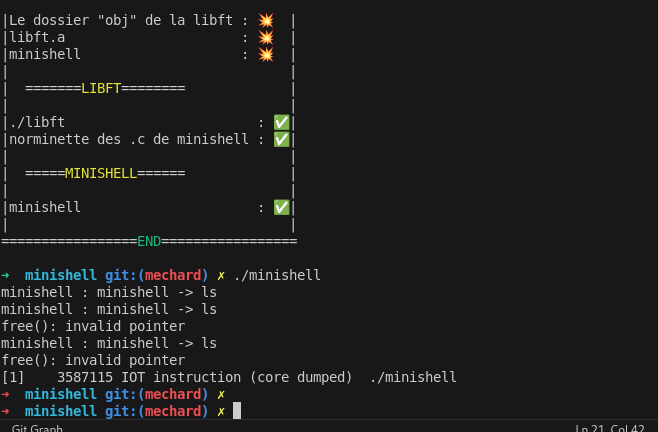 |Le dossier "obj" de la libft : 💥  |
|libft.a                      : 💥  |
|minishell                    : 💥  |
|                                   |
|  =======LIBFT========             |
|                                   |
|./libft                        : ✅|
|norminette des .c de minishell : ✅|
|                                   |
|  =====MINISHELL======             |
|                                   |
|minishell                      : ✅|
|                                   |
=================END=================
➜  minishell git:(mechard) ✗ ./minishell
minishell : minishell -> ls
minishell : minishell -> ls
free(): invalid pointer
minishell : minishell -> ls
free(): invalid pointer
[1]    3587115 IOT instruction (core dumped)  ./minishell
➜  minishell git:(mechard) ✗
➜  minishell git:(mechard) ✗
Git Graph
Ln 21, Col 42